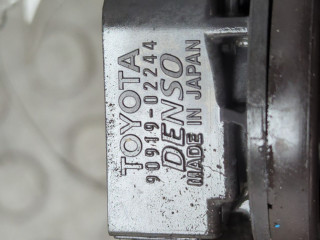 TOYOTA
90919-02244
DENSO
MADE IN JAPAN